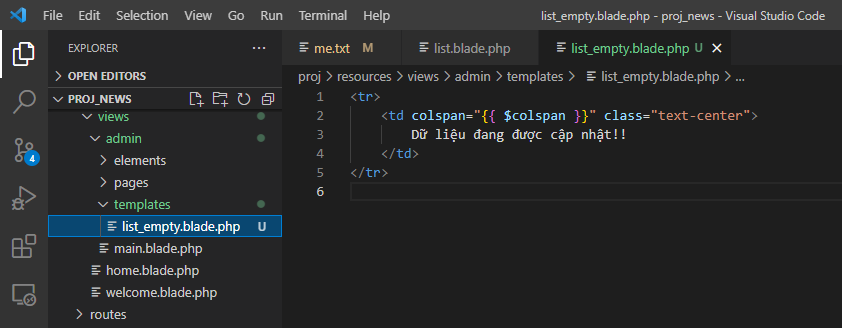 File Edit Selection View Go Run Terminal Help list_empty.blade.php - proj_news - Visual Studio Code
EXPLORER ...
OPEN EDITORS
PROJ_NEWS
views
admin
elements
pages
templates
list_empty.blade.php U
main.blade.php
home.blade.php
welcome.blade.php
routes
4
me.txt M list.blade.php list_empty.blade.php U
proj > resources > views > admin > templates > list_empty.blade.php > ...
1 <tr>
2 <td colspan="{{ $colspan }}" class="text-center">
3 Dữ liệu đang được cập nhật!!
4 </td>
5 </tr>
6